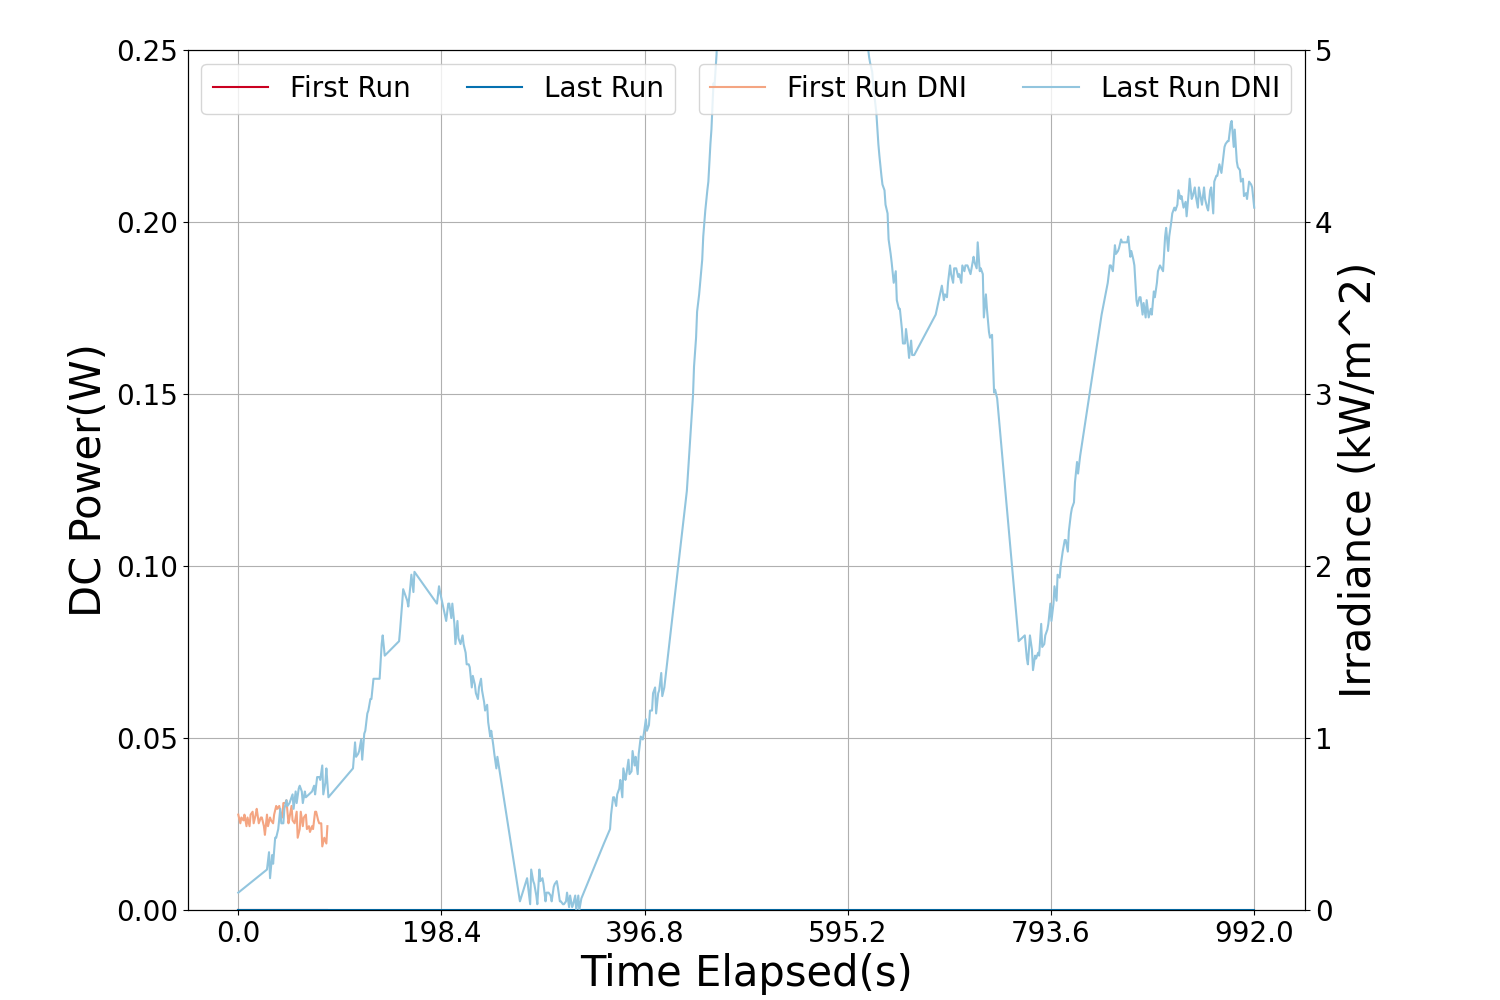 First Run Last Run First Run DNI Last Run DNI
0.25
0.20
0.15
0.10
0.05
0.00
DC Power(W)
5
4
3
2
1
0
Irradiance (kW/m^2)
0.0 198.4 396.8 595.2 793.6 992.0
Time Elapsed(s)